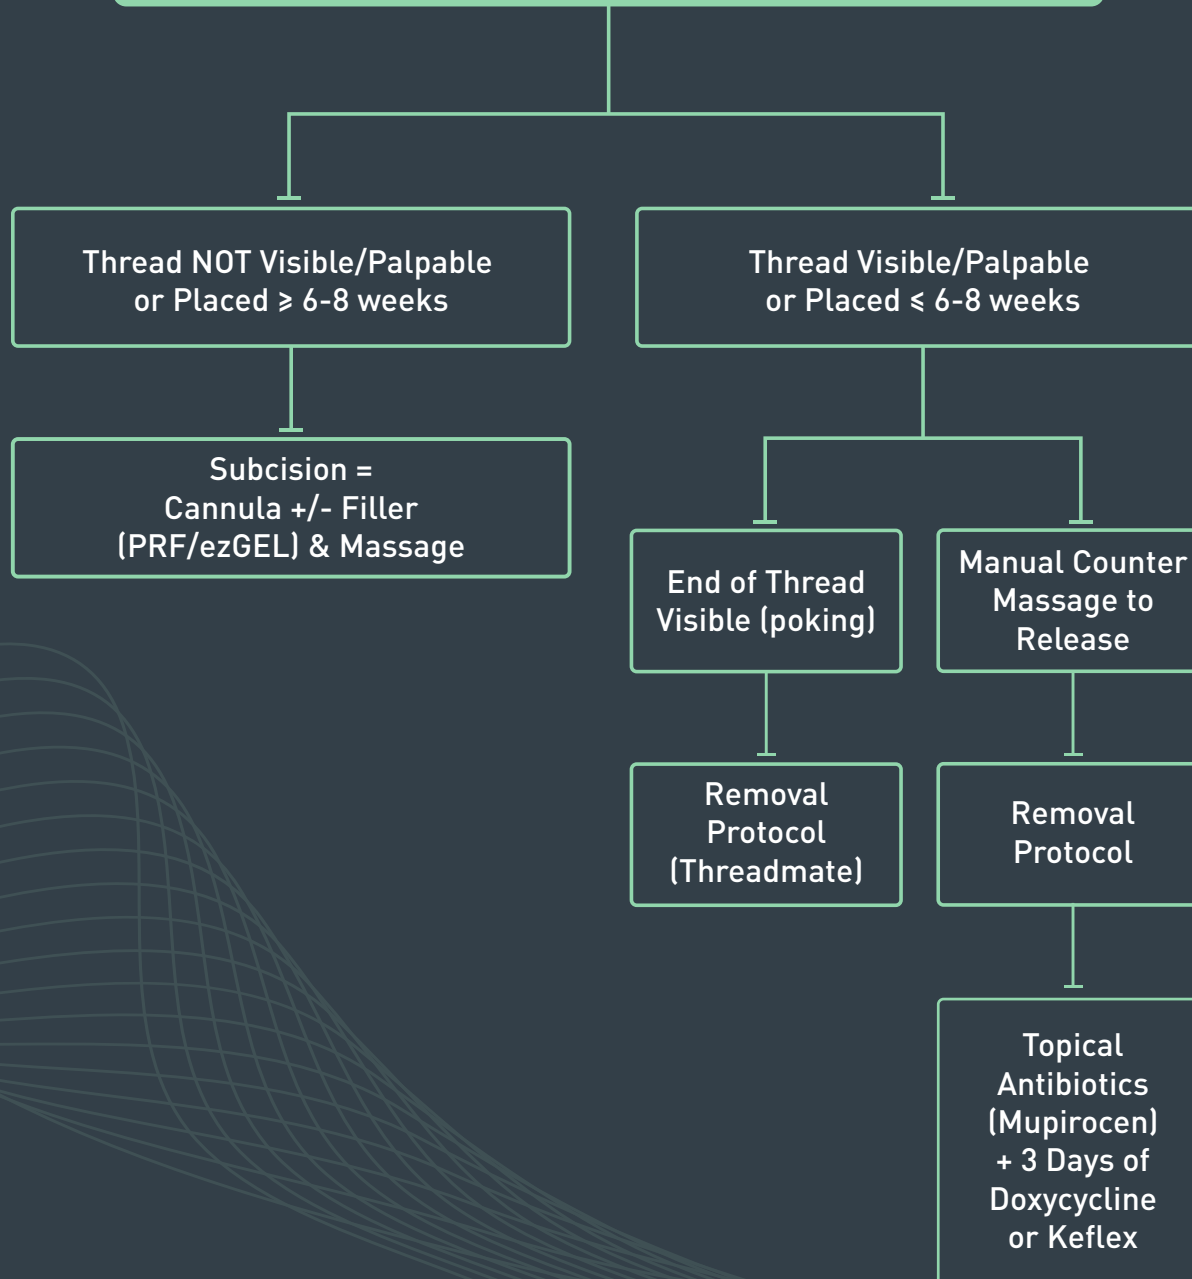 Thread NOT Visible/Palpable
or Placed ⩾ 6-8 weeks
Thread Visible/Palpable
or Placed ⩽ 6-8 weeks
Subcision =
Cannula +/- Filler
(PRF/ezGEL) & Massage
End of Thread
Visible (poking)
Manual Counter
Massage to
Release
Removal
Protocol
(Threadmate)
Removal
Protocol
Topical
Antibiotics
(Mupirocen)
+ 3 Days of
Doxycycline
or Keflex